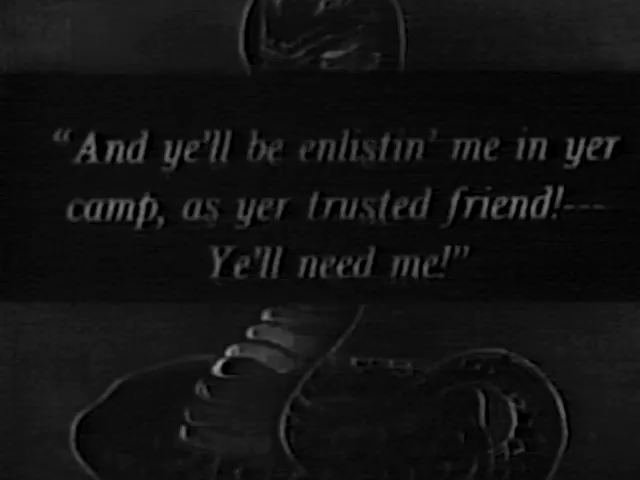 “And ye'll be enlistin' me in yer
camp, as yer trusted friend!---
Ye'll need me!”